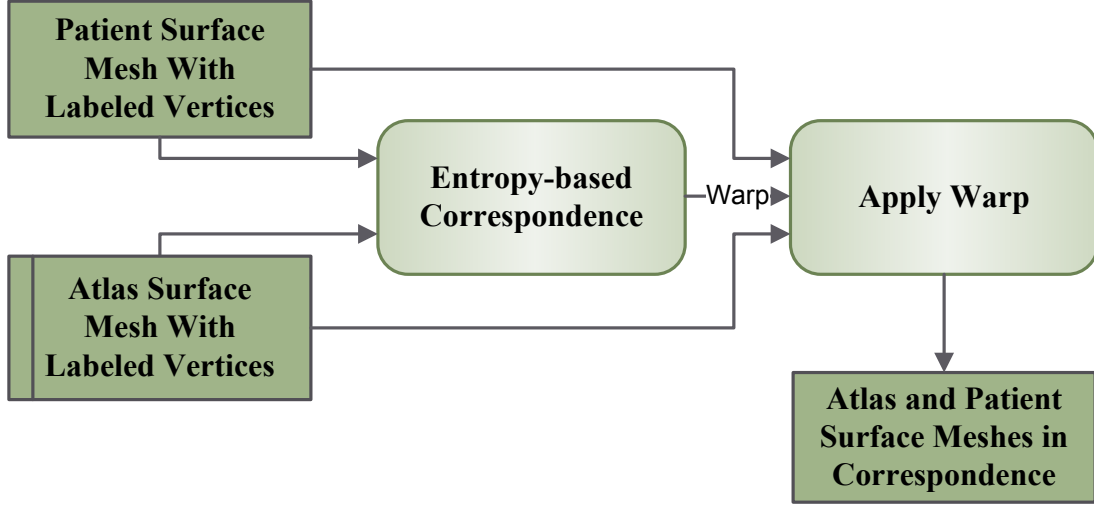 Patient Surface
Mesh With
Labeled Vertices
Entropy-based
Correspondence
Warp
Apply Warp
Atlas Surface
Mesh With
Labeled Vertices
Atlas and Patient
Surface Meshes in
Correspondence